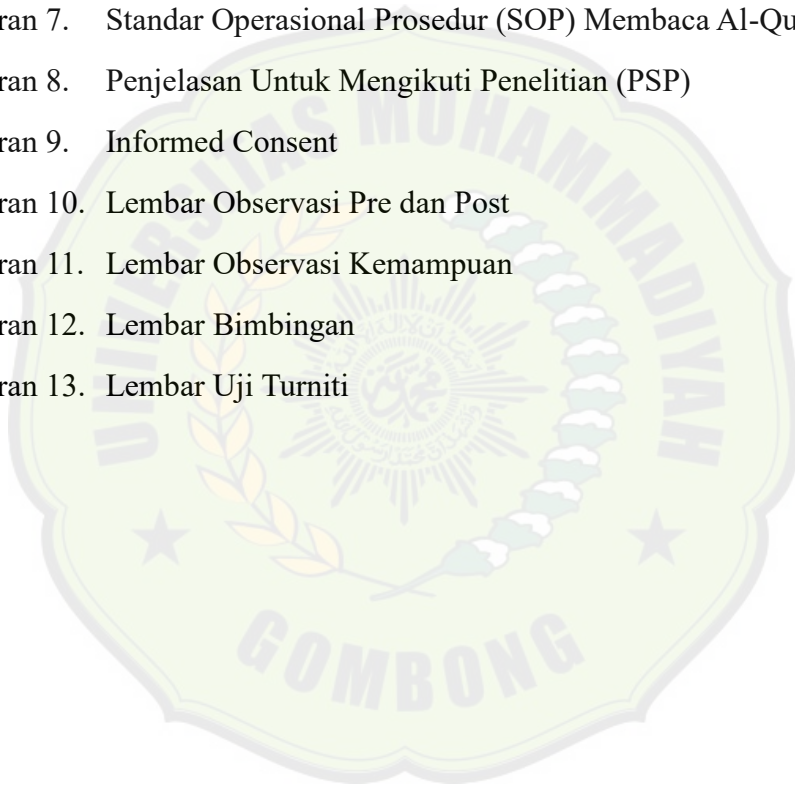 ran 7. Standar Operasional Prosedur (SOP) Membaca Al-Qu
ran 8. Penjelasan Untuk Mengikuti Penelitian (PSP)
ran 9. Informed Consent
ran 10. Lembar Observasi Pre dan Post
ran 11. Lembar Observasi Kemampuan
ran 12. Lembar Bimbingan
ran 13. Lembar Uji Turniti
UNIVERSITAS MUHAMMADIYAH
GOMBONG